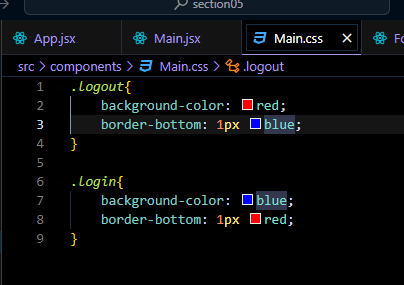 section05
App.jsx
Main.jsx
Main.css
src > components > Main.css > .logout
1 .logout{
2 background-color: red;
3 border-bottom: 1px blue;
4 }
5
6 .login{
7 background-color: blue;
8 border-bottom: 1px red;
9 }